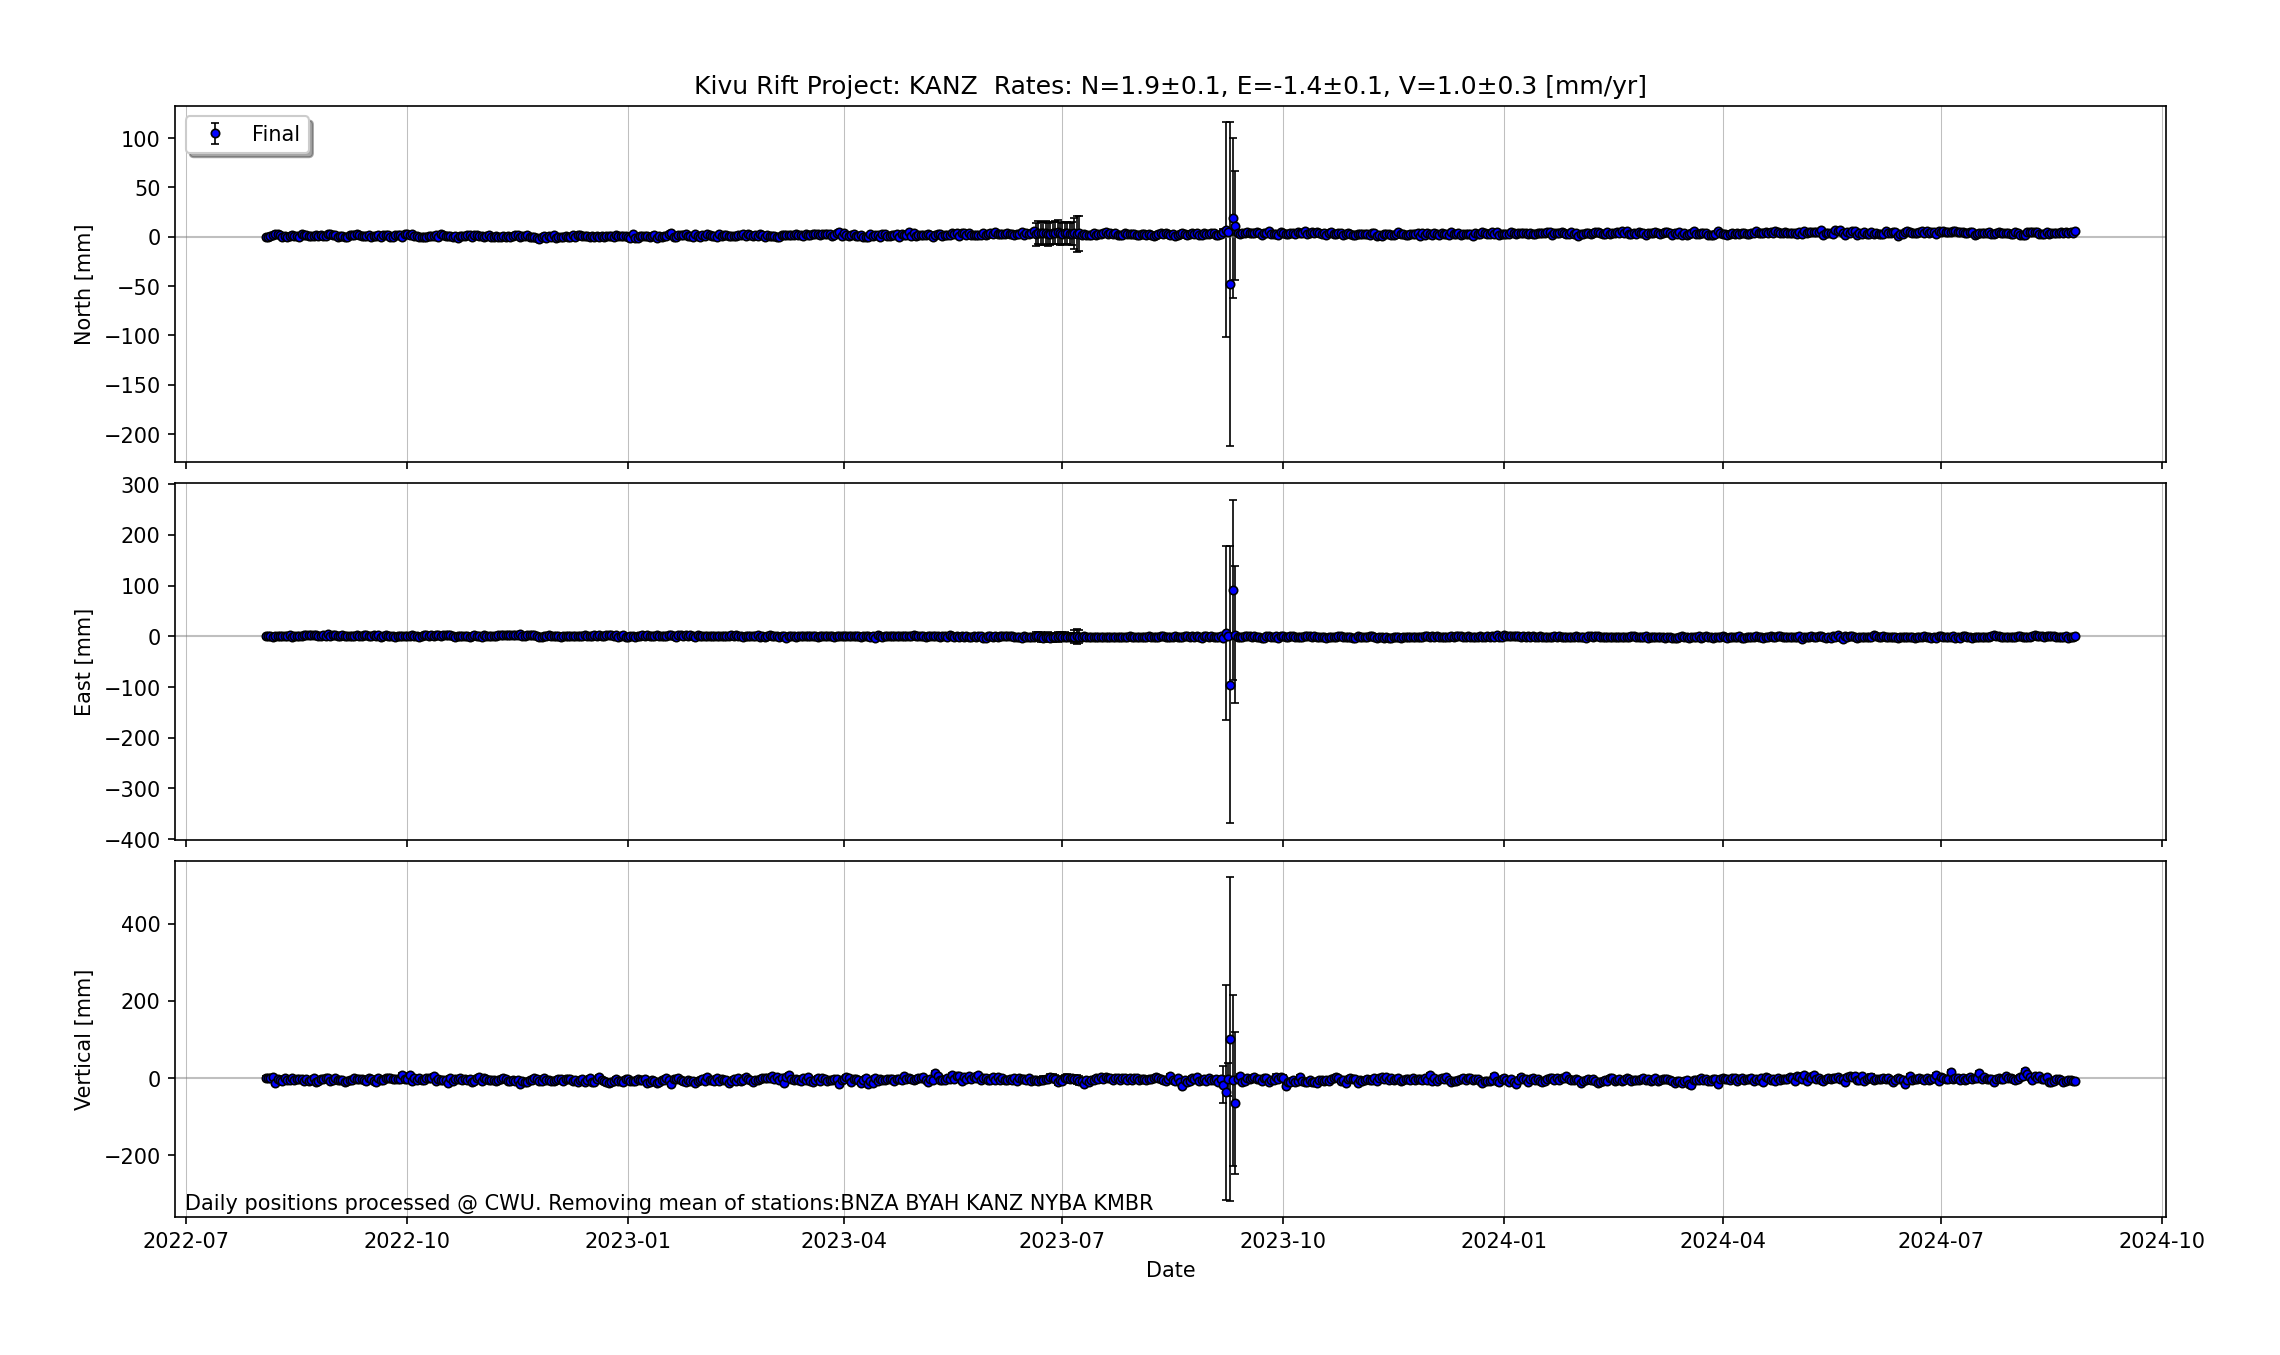 Kivu Rift Project: KANZ  Rates: N=1.9±0.1, E=-1.4±0.1, V=1.0±0.3 [mm/yr]
Final
100
50
0
−50
−100
−150
−200
North [mm]
300
200
100
0
−100
−200
−300
−400
East [mm]
400
200
0
−200
Vertical [mm]
Daily positions processed @ CWU. Removing mean of stations:BNZA BYAH KANZ NYBA KMBR
2022-07 2022-10 2023-01 2023-04 2023-07 2023-10 2024-01 2024-04 2024-07 2024-10
Date